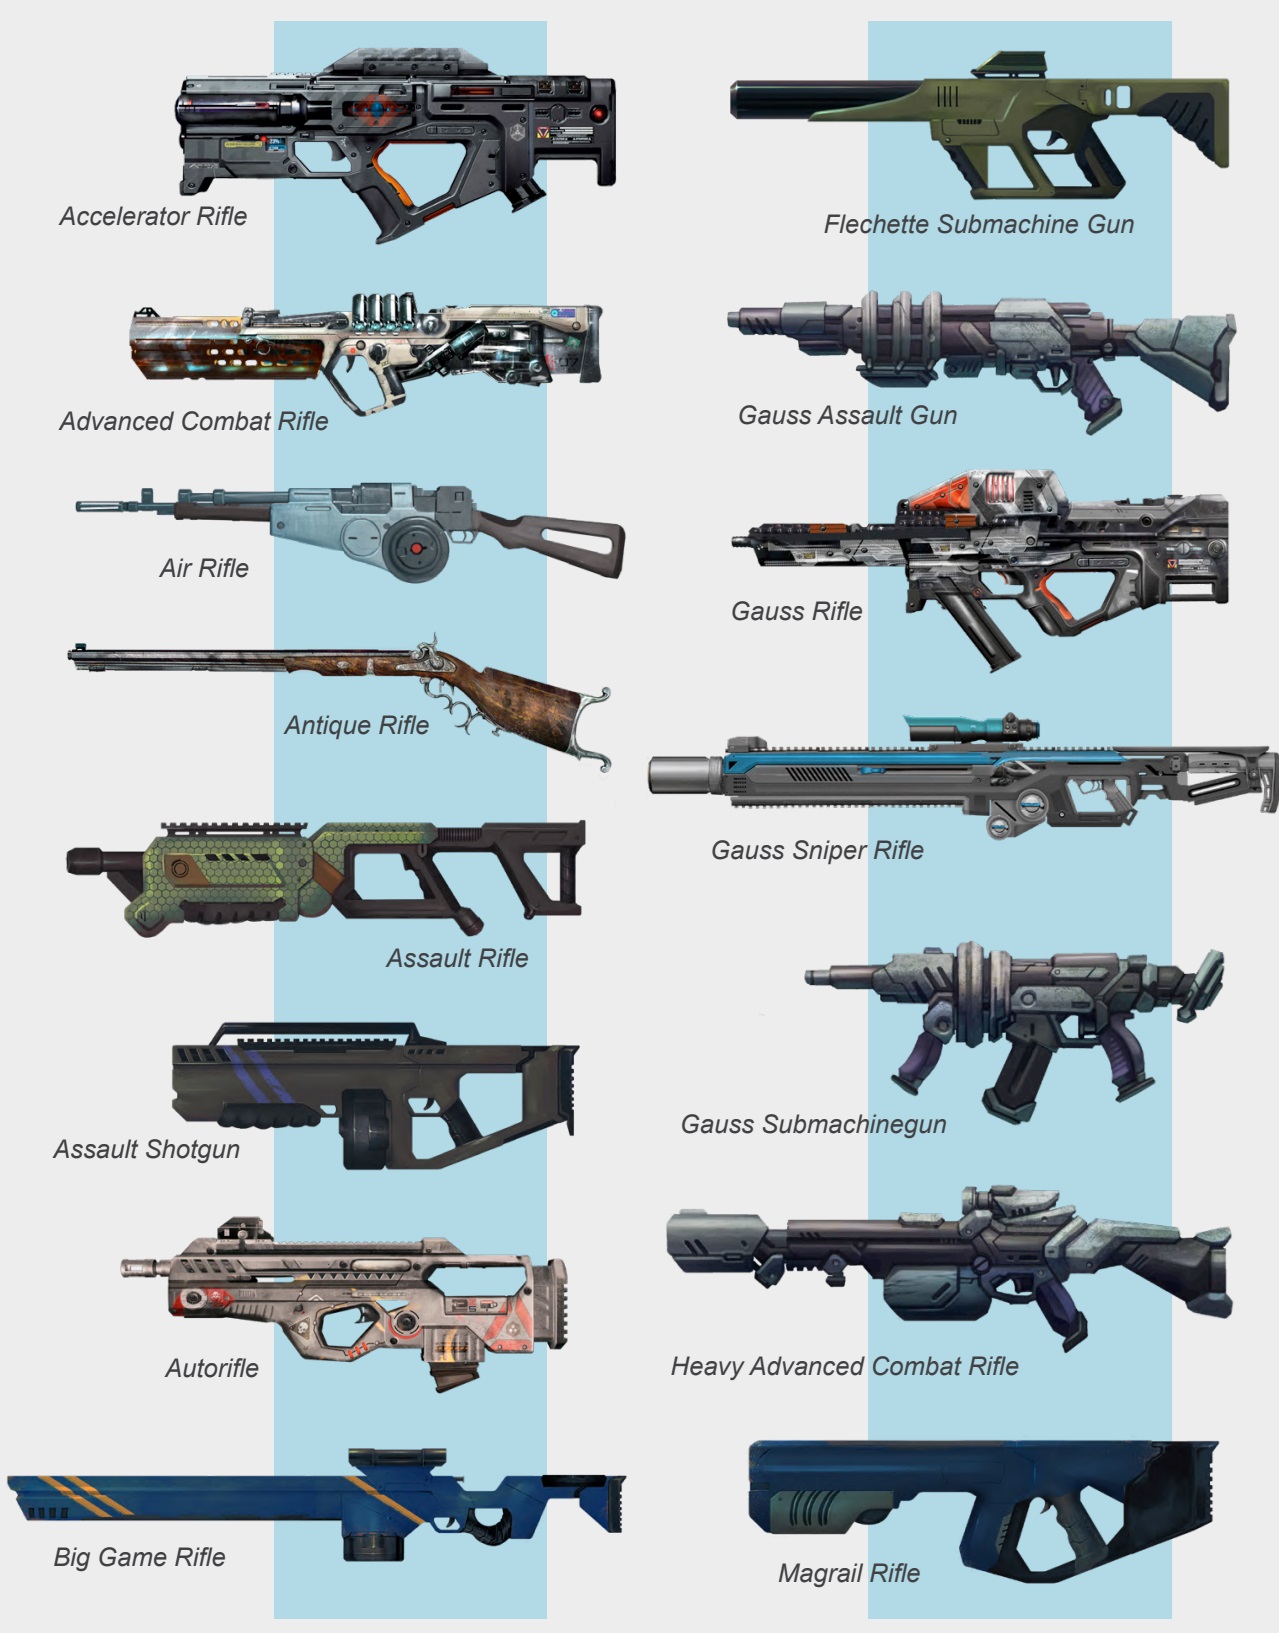 Accelerator Rifle
Advanced Combat Rifle
Air Rifle
Antique Rifle
Assault Rifle
Assault Shotgun
Autorifle
Big Game Rifle
Flechette Submachine Gun
Gauss Assault Gun
Gauss Rifle
Gauss Sniper Rifle
Gauss Submachinegun
Heavy Advanced Combat Rifle
Magrail Rifle